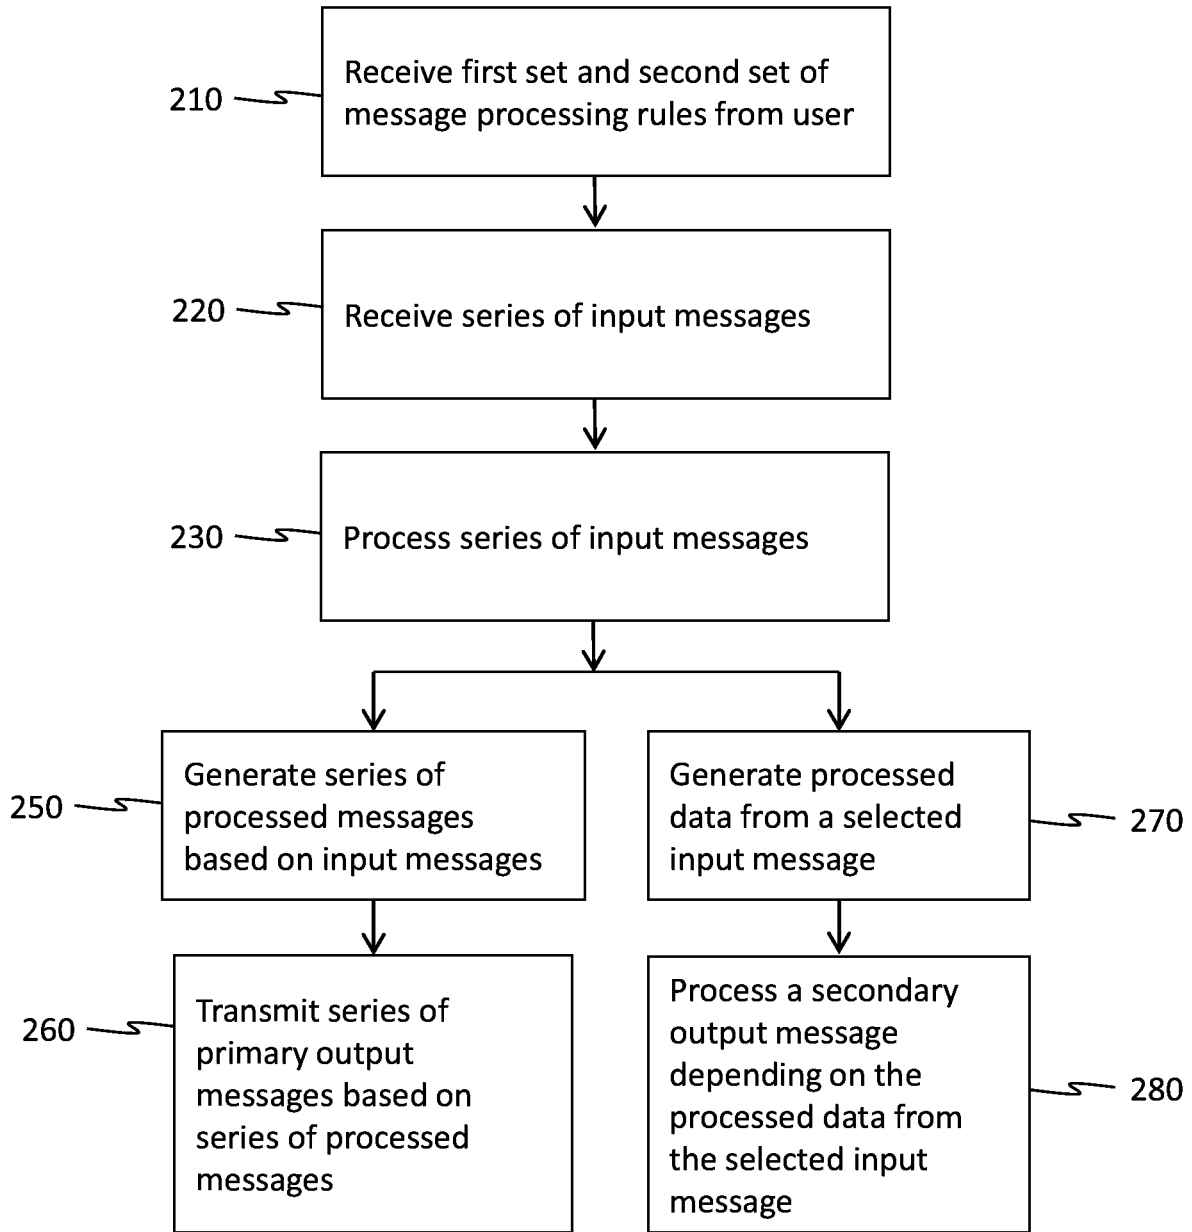 210
Receive first set and second set of
message processing rules from user
220
Receive series of input messages
230
Process series of input messages
250
Generate series of
processed messages
based on input messages
Generate processed
data from a selected
input message
270
260
Transmit series of
primary output
messages based on
series of processed
messages
Process a secondary
output message
depending on the
processed data from
the selected input
message
280